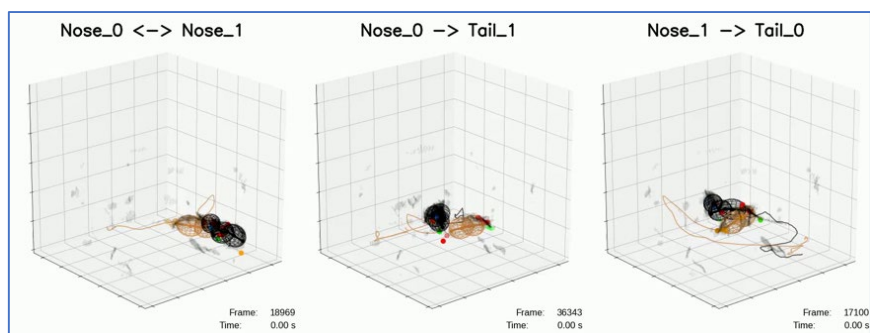 Nose_0 <-> Nose_1
Nose_0 -> Tail_1
Nose_1 -> Tail_0
Frame: 18969
Time: 0.00 s
Frame: 36343
Time: 0.00 s
Frame: 17100
Time: 0.00 s